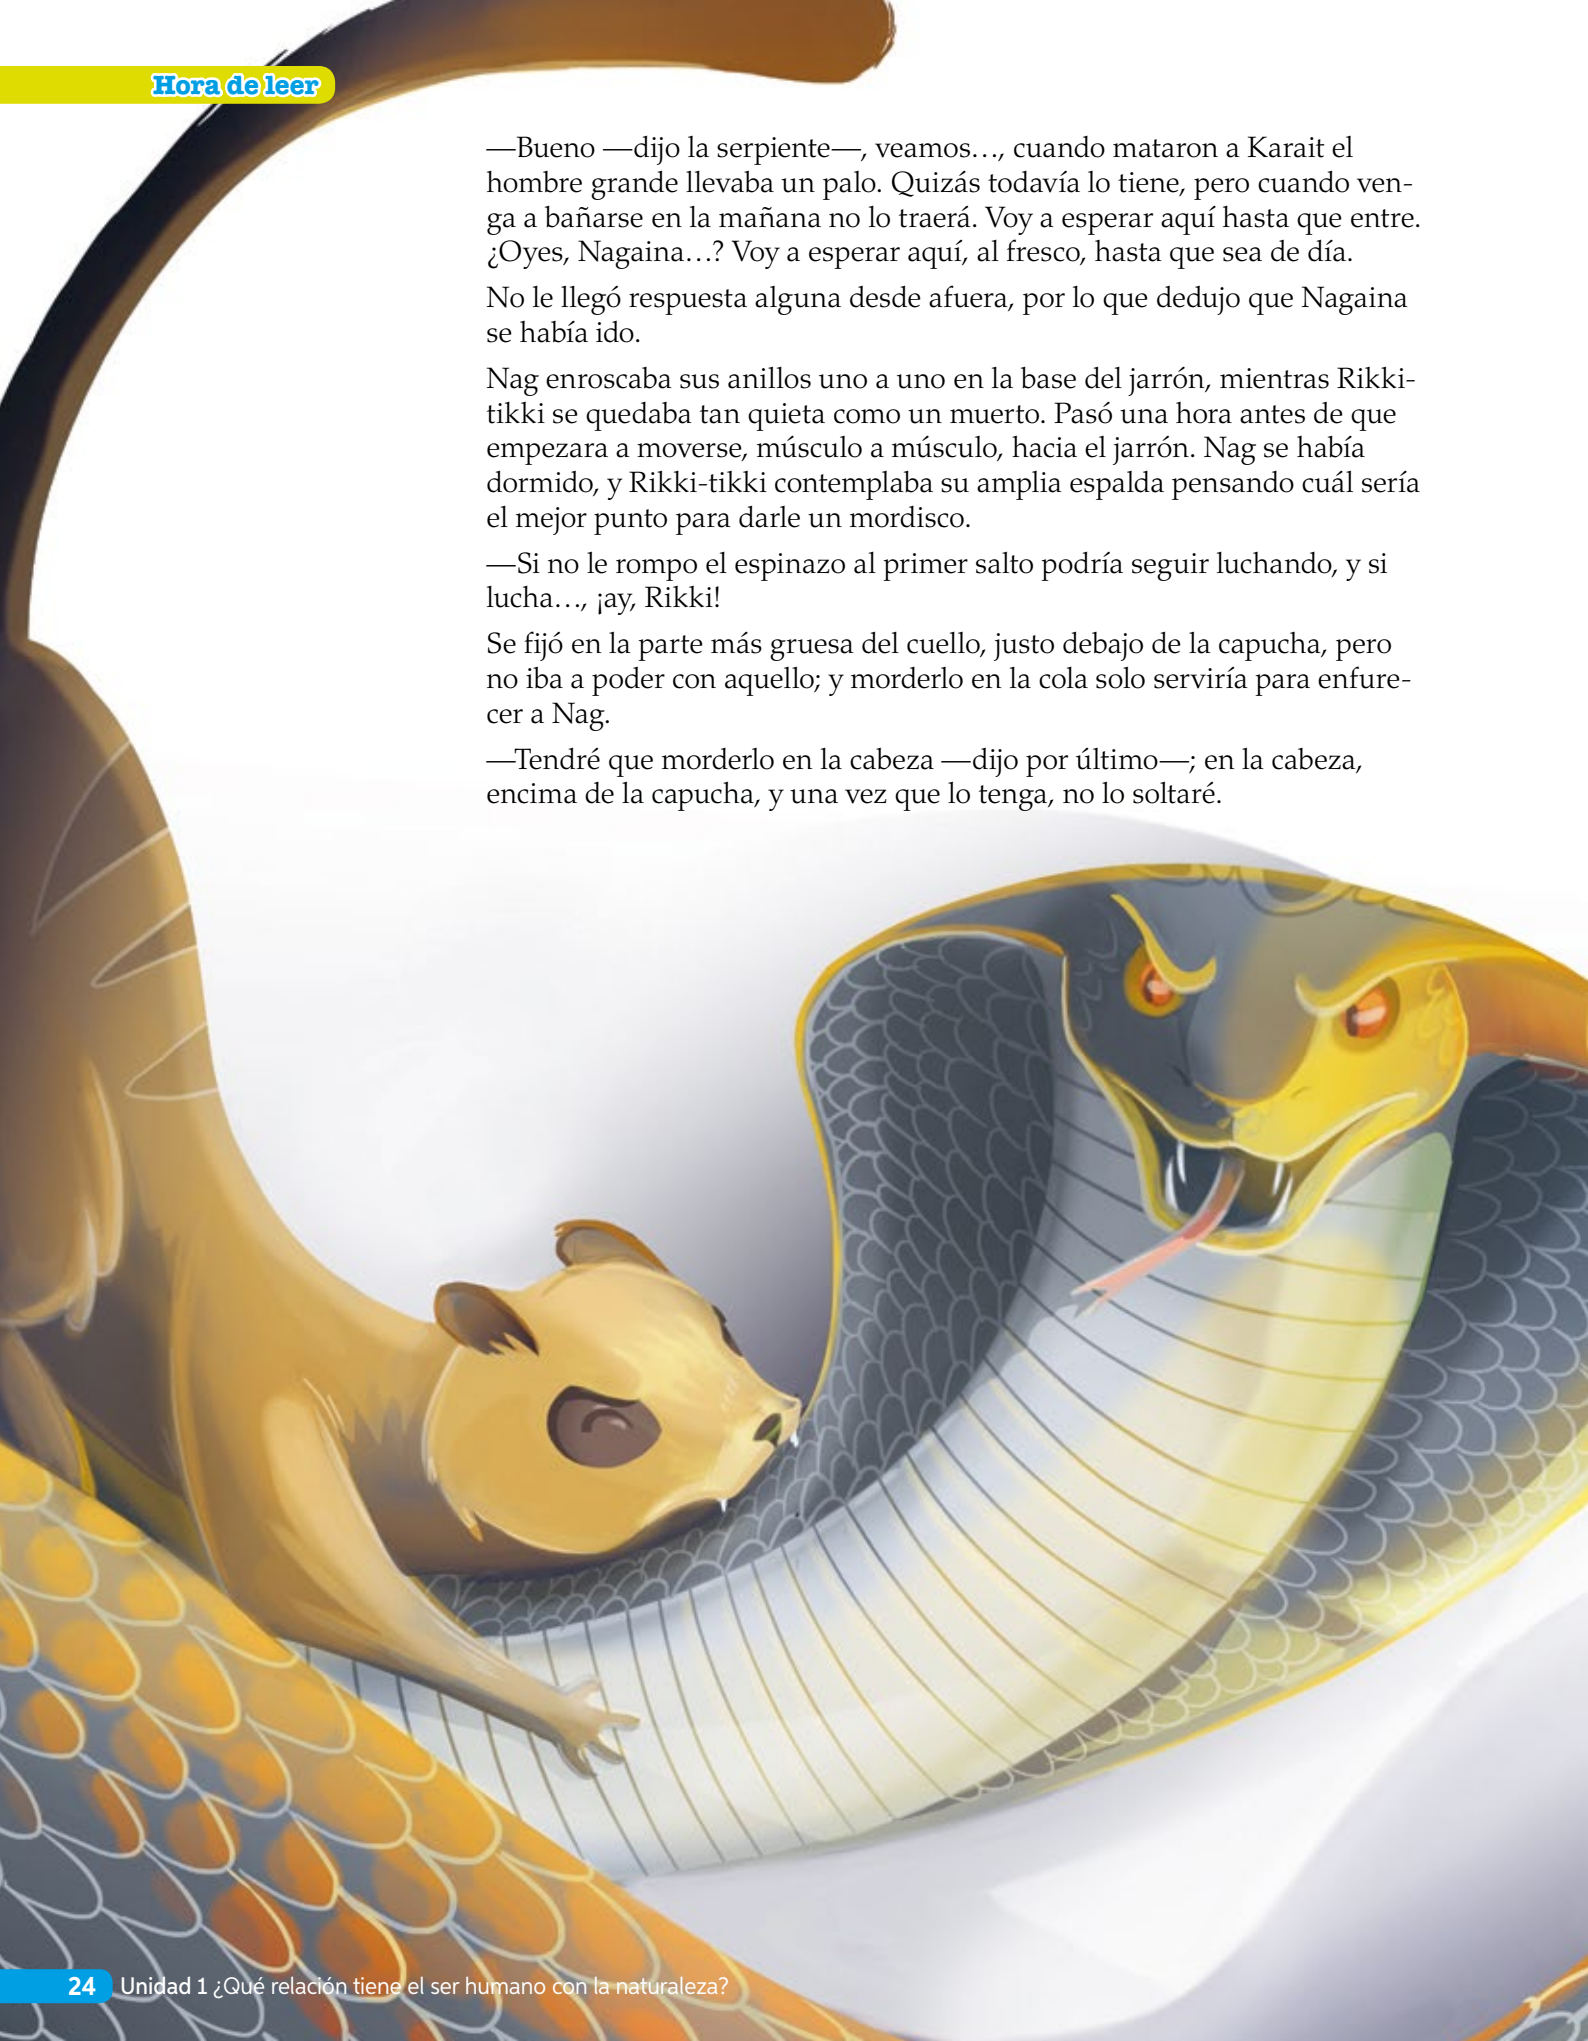 Hora de leer
—Bueno —dijo la serpiente—, veamos…, cuando mataron a Karait el
hombre grande llevaba un palo. Quizás todavía lo tiene, pero cuando ven-
ga a bañarse en la mañana no lo traerá. Voy a esperar aquí hasta que entre.
¿Oyes, Nagaina…? Voy a esperar aquí, al fresco, hasta que sea de día.
No le llegó respuesta alguna desde afuera, por lo que dedujo que Nagaina
se había ido.
Nag enroscaba sus anillos uno a uno en la base del jarrón, mientras Rikki-
tikki se quedaba tan quieta como un muerto. Pasó una hora antes de que
empezara a moverse, músculo a músculo, hacia el jarrón. Nag se había
dormido, y Rikki-tikki contemplaba su amplia espalda pensando cuál sería
el mejor punto para darle un mordisco.
—Si no le rompo el espinazo al primer salto podría seguir luchando, y si
lucha…, ¡ay, Rikki!
Se fijó en la parte más gruesa del cuello, justo debajo de la capucha, pero
no iba a poder con aquello; y morderlo en la cola solo serviría para enfure-
cer a Nag.
—Tendré que morderlo en la cabeza —dijo por último—; en la cabeza,
encima de la capucha, y una vez que lo tenga, no lo soltaré.
24 Unidad 1 ¿Qué relación tiene el ser humano con la naturaleza?